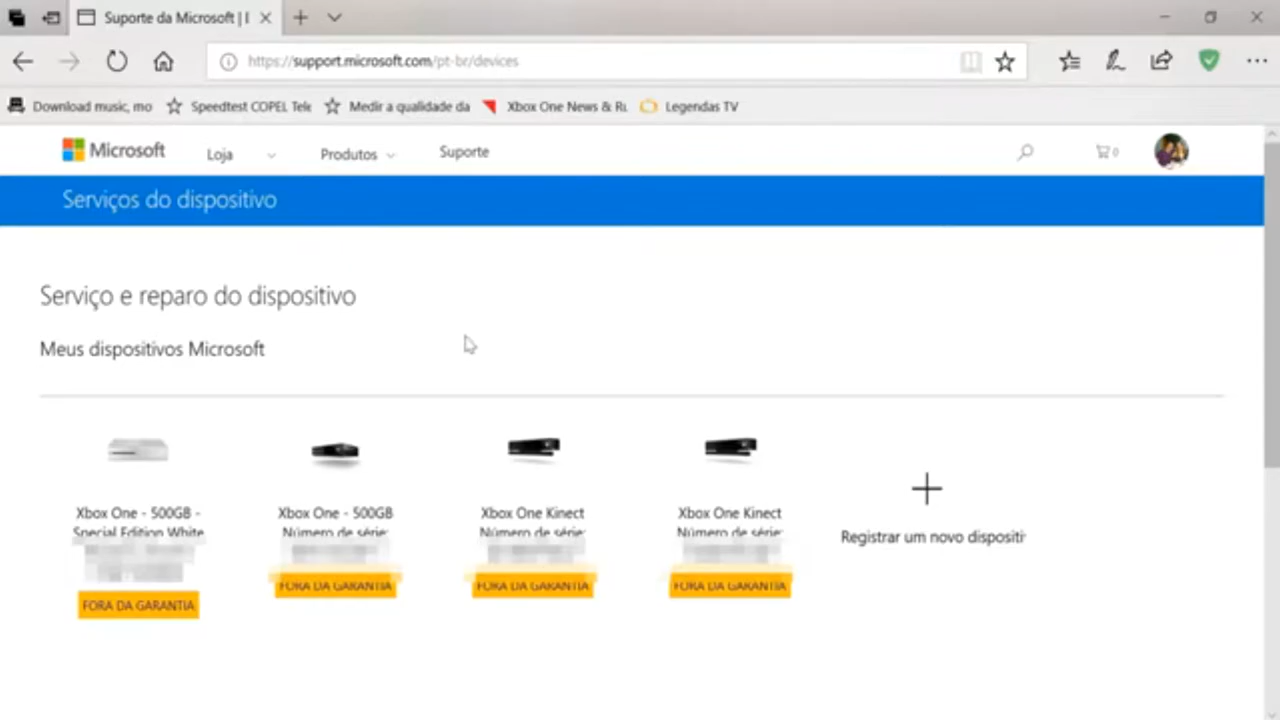 Suporte da Microsoft |
https://support.microsoft.com/pt-br/devices
Download music, mo
Speedtest COPEL Tele
Medir a qualidade da
Xbox One News & Ru
Legendas TV
Microsoft
Loja
Produtos
Suporte
0
Serviços do dispositivo
Serviço e reparo do dispositivo
Meus dispositivos Microsoft
Xbox One - 500GB -
Special Edition White
FORA DA GARANTIA
Xbox One - 500GB
Número de série:
FORA DA GARANTIA
Xbox One Kinect
Número de série:
FORA DA GARANTIA
Xbox One Kinect
Número de série:
FORA DA GARANTIA
Registrar um novo dispositi